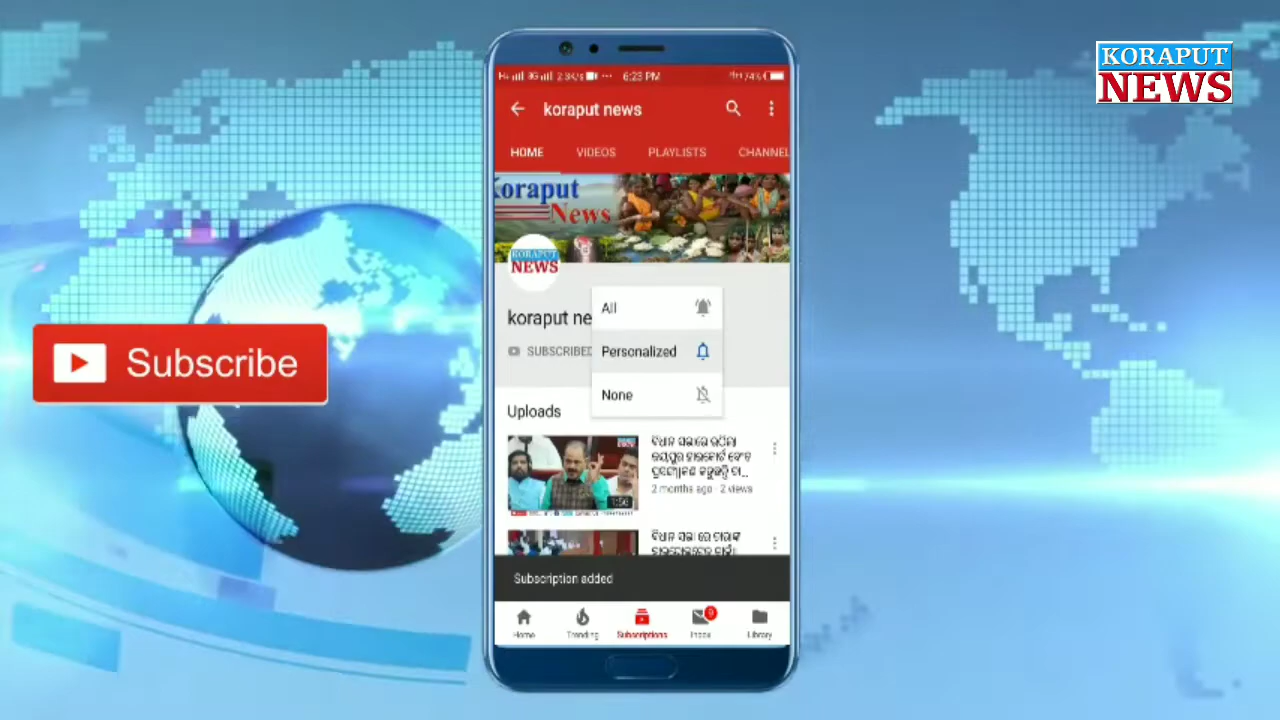 KORAPUT
NEWS
6:23 PM
koraput news
HOME VIDEOS PLAYLISTS CHANNEL
Koraput
News
KORAPUT
NEWS
All
koraput ne
SUBSCRIBED
Personalized
None
Subscribe
Uploads
2 months ago · 2 views
Subscription added
Home Trending Subscriptions Inbox Library
9